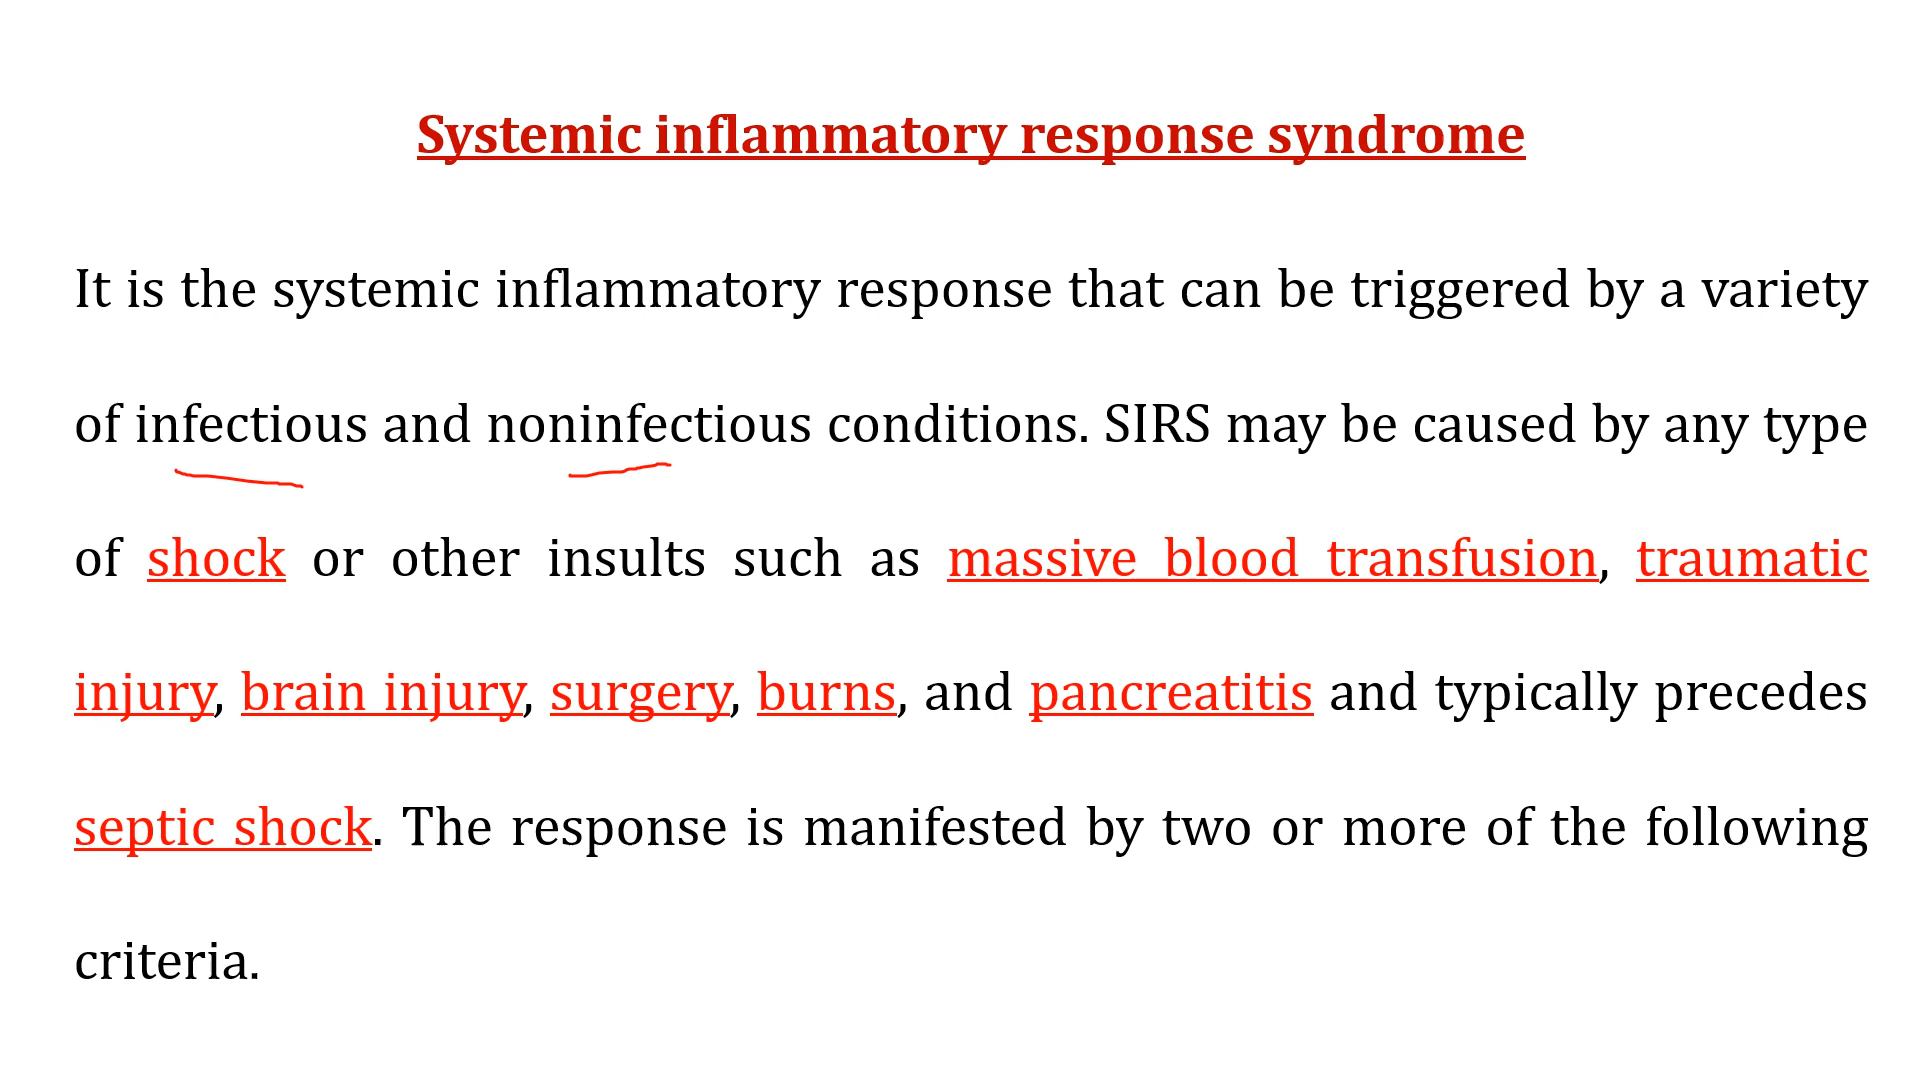 Systemic inflammatory response syndrome
It is the systemic inflammatory response that can be triggered by a variety
of infectious and noninfectious conditions. SIRS may be caused by any type
of shock or other insults such as massive blood transfusion, traumatic
injury, brain injury, surgery, burns, and pancreatitis and typically precedes
septic shock. The response is manifested by two or more of the following
criteria.